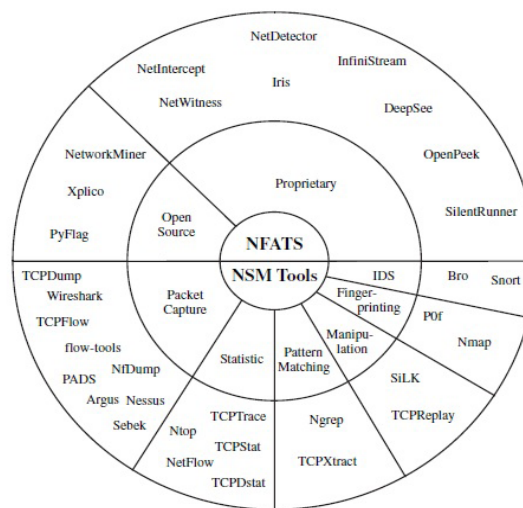 NetDetector
NetIntercept
InfiniStream
Iris
NetWitness
DeepSee
NetworkMiner
OpenPeek
Xplico
Proprietary
PyFlag
Open
Source
SilentRunner
NFATS
NSM Tools
TCPDump
IDS
Bro
Snort
Wireshark
Packet
Capture
Finger-
printing
P0f
TCPFlow
Manipu-
lation
Nmap
flow-tools
Statistic
Pattern
Matching
NfDump
PADS
SiLK
Argus
Nessus
TCPTrace
Ngrep
TCPReplay
Sebek
Ntop
TCPStat
NetFlow
TCPXtract
TCPDstat